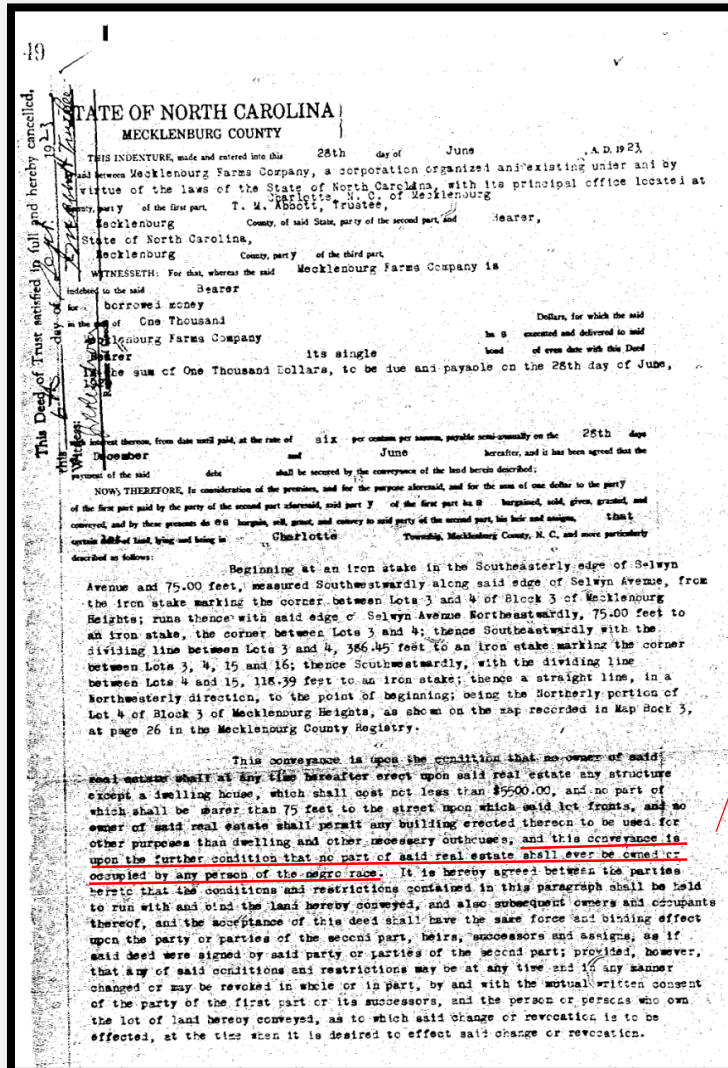 49
STATE OF NORTH CAROLINA
MECKLENBURG COUNTY
THIS INDENTURE, made and entered into this 28th day of June , A. D. 1923
and between Mecklenburg Farms Company, a corporation organized and existing under and by
virtue of the laws of the State of North Carolina, with its principal office located at
Charlotte, N. C. of Mecklenburg
County, party of the first part, T. M. Abbott, Trustee,
Mecklenburg County, of said State, party of the second part, and Bearer,
State of North Carolina,
Mecklenburg County, party of the third part,
WITNESSETH: For that, whereas the said Mecklenburg Farms Company is
indebted to the said Bearer
for borrowed money
in the sum of One Thousand Dollars, for which the said
Mecklenburg Farms Company has executed and delivered to said
Bearer its single bond of even date with this Deed
in the sum of One Thousand Dollars, to be due and payable on the 28th day of June,
with interest thereon, from date until paid, at the rate of six per centum per annum, payable semi-annually on the 28th days
December and June hereafter, and it has been agreed that the
payment of the said debt shall be secured by the conveyance of the land herein described;
NOW, THEREFORE, In consideration of the premises, and for the purpose aforesaid, and for the sum of one dollar to the party
of the first part paid by the party of the second part aforesaid, said part y of the first part has bargained, sold, given, granted, and
conveyed, and by these presents do es bargain, sell, grant, and convey to said party of the second part, his heir and assigns, that
certain of land, lying and being in Charlotte Township, Mecklenburg County, N. C., and more particularly
described as follows:
Beginning at an iron stake in the Southeasterly edge of Selwyn
Avenue and 75.00 feet, measured Southwestwardly along said edge of Selwyn Avenue, from
the iron stake marking the corner between Lots 3 and 4 of Block 3 of Mecklenburg
Heights; runs thence with said edge of Selwyn Avenue Northeastwardly, 75.00 feet to
an iron stake, the corner between Lots 3 and 4; thence Southeastwardly with the
dividing line between Lots 3 and 4, 386.45 feet to an iron stake marking the corner
between Lots 3, 4, 15 and 16; thence Southwestwardly, with the dividing line
between Lots 4 and 15, 118.39 feet to an iron stake; thence a straight line, in a
Northwesterly direction, to the point of beginning; being the Northerly portion of
Lot 4 of Block 3 of Mecklenburg Heights, as shown on the map recorded in Map Book 3,
at page 26 in the Mecklenburg County Registry.
This conveyance is upon the condition that no owner of said
real estate shall at any time hereafter erect upon said real estate any structure
except a dwelling house, which shall cost not less than $5500.00, and no part of
which shall be nearer than 75 feet to the street upon which said lot fronts, and no
owner of said real estate shall permit any building erected thereon to be used for
other purposes than dwelling and other necessary outhouses, and this conveyance is
upon the further condition that no part of said real estate shall ever be owned or
occupied by any person of the negro race. It is hereby agreed between the parties
hereto that the conditions and restrictions contained in this paragraph shall be held
to run with and bind the land hereby conveyed, and also subsequent owners and occupants
thereof, and the acceptance of this deed shall have the same force and binding effect
upon the party or parties of the second part, heirs, successors and assigns, as if
said deed were signed by said party or parties of the second part; provided, however,
that any of said conditions and restrictions may be at any time and in any manner
changed or may be revoked in whole or in part, by and with the mutual written consent
of the party of the first part or its successors, and the person or persons who own
the lot of land hereby conveyed, as to which said change or revocation is to be
effected, at the time when it is desired to effect said change or revocation.
This Deed of Trust satisfied in full and hereby cancelled,
this day of Sept 1923
Witness: